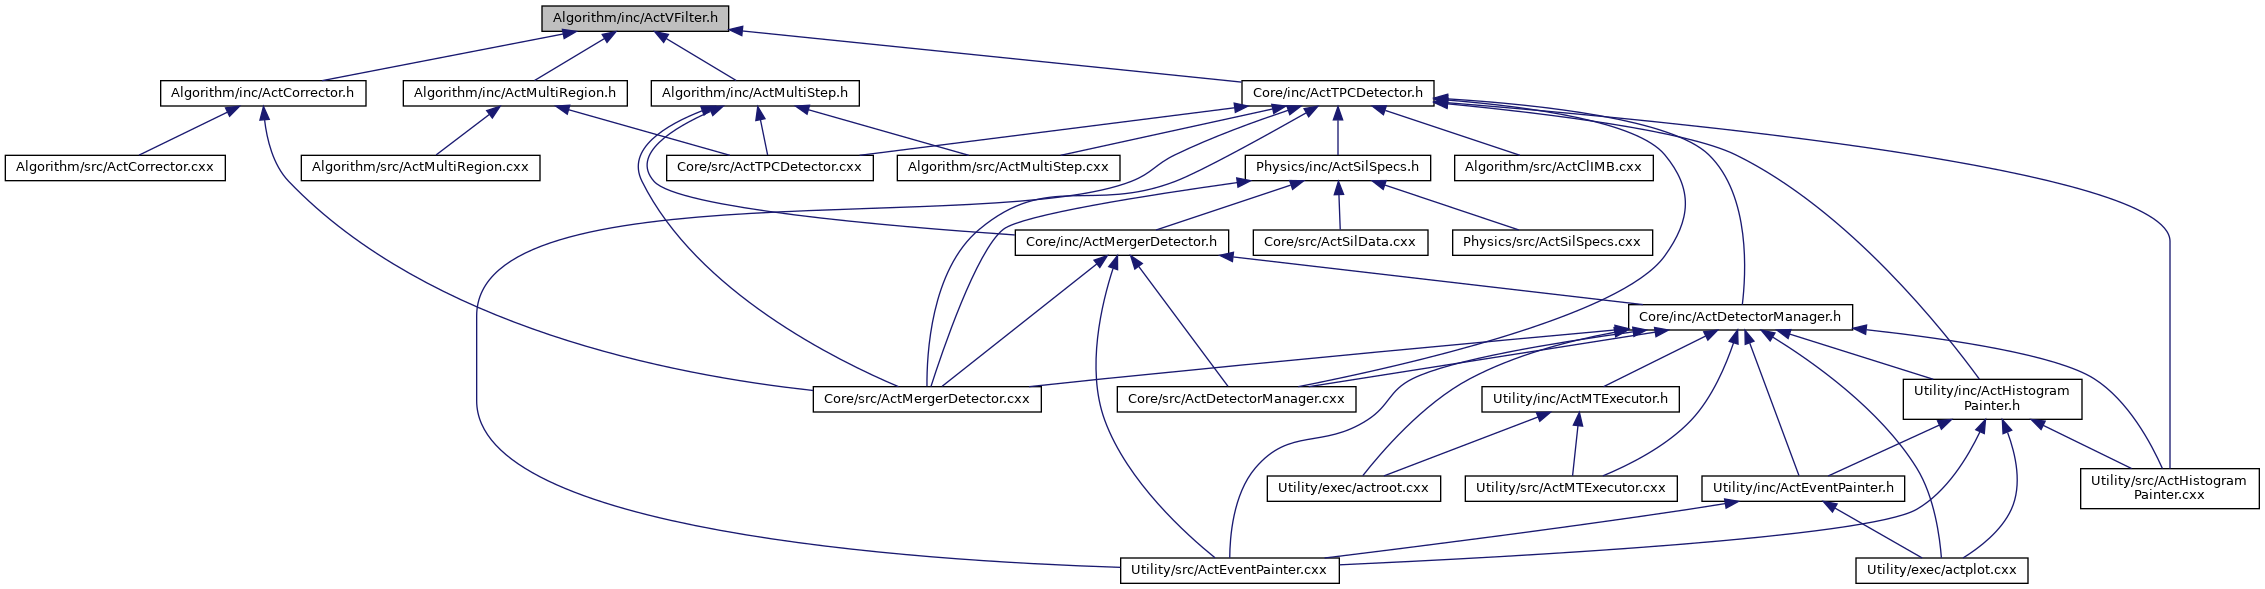 Algorithm/inc/ActVFilter.h
Algorithm/inc/ActCorrector.h
Algorithm/inc/ActMultiRegion.h
Algorithm/inc/ActMultiStep.h
Core/inc/ActTPCDetector.h
Algorithm/src/ActCorrector.cxx
Algorithm/src/ActMultiRegion.cxx
Core/src/ActTPCDetector.cxx
Algorithm/src/ActMultiStep.cxx
Physics/inc/ActSilSpecs.h
Algorithm/src/ActClIMB.cxx
Core/inc/ActMergerDetector.h
Core/src/ActSilData.cxx
Physics/src/ActSilSpecs.cxx
Core/inc/ActDetectorManager.h
Core/src/ActMergerDetector.cxx
Core/src/ActDetectorManager.cxx
Utility/inc/ActMTExecutor.h
Utility/inc/ActHistogram
Painter.h
Utility/exec/actroot.cxx
Utility/src/ActMTExecutor.cxx
Utility/inc/ActEventPainter.h
Utility/src/ActHistogram
Painter.cxx
Utility/src/ActEventPainter.cxx
Utility/exec/actplot.cxx